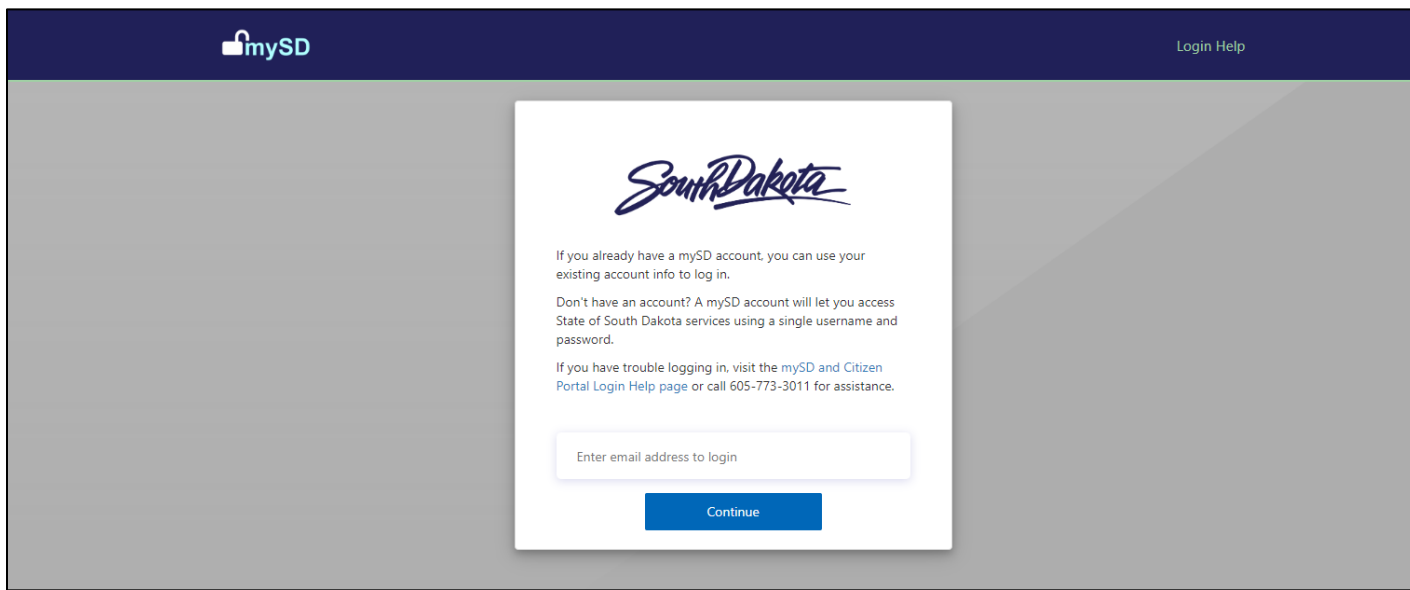 mySD
Login Help
SouthDakota
If you already have a mySD account, you can use your
existing account info to log in.
Don't have an account? A mySD account will let you access
State of South Dakota services using a single username and
password.
If you have trouble logging in, visit the mySD and Citizen
Portal Login Help page or call 605-773-3011 for assistance.
Enter email address to login
Continue